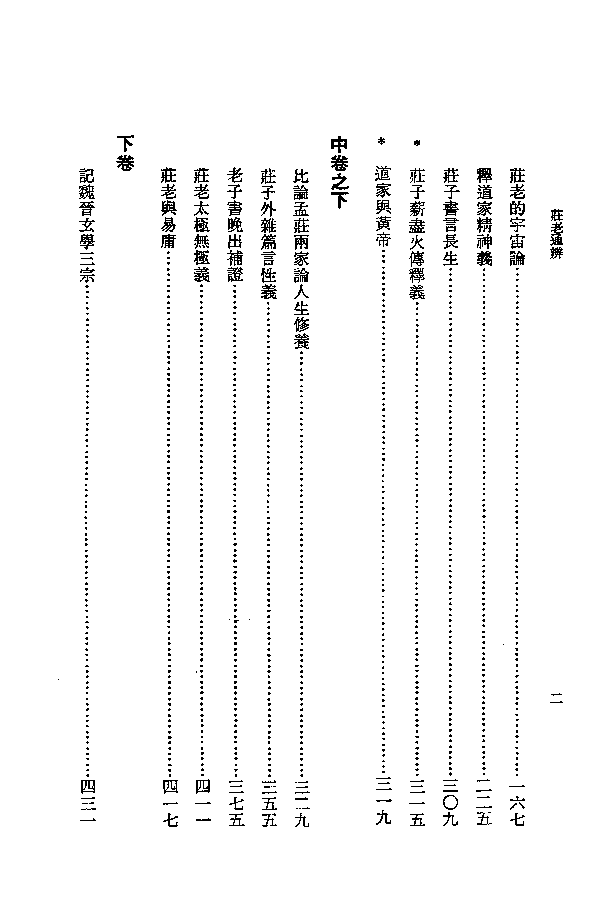 莊老通辨
二
莊老的宇宙論……一六七
釋道家精神義……二二五
莊子書言長生……三〇九
* 莊子薪盡火傳釋義……三一五
* 道家與黃帝……三一九
中卷之下
比論孟莊兩家論人生修養……三二九
莊子外雜篇言性義……三五五
老子書晚出補證……三七五
莊老太極無極義……四一一
莊老與易庸……四一七
下卷
記魏晉玄學三宗……四三一